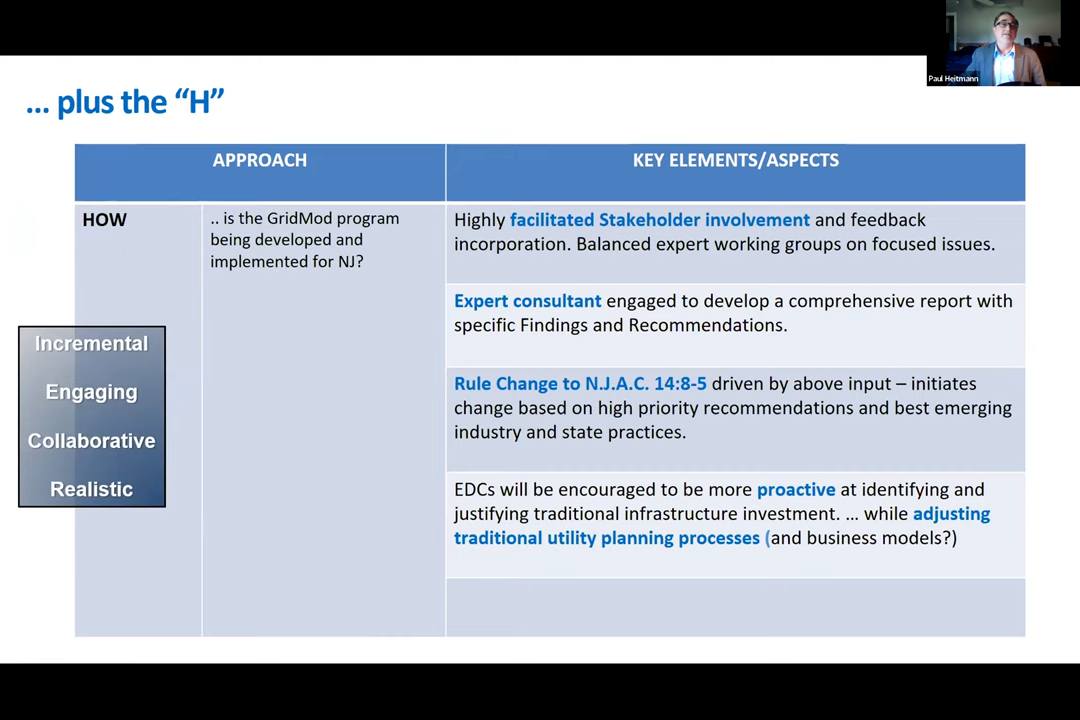 Paul Heitmann
... plus the “H”
APPROACH
KEY ELEMENTS/ASPECTS
HOW
.. is the GridMod program
being developed and
implemented for NJ?
Highly facilitated Stakeholder involvement and feedback
incorporation. Balanced expert working groups on focused issues.
Expert consultant engaged to develop a comprehensive report with
specific Findings and Recommendations.
Rule Change to N.J.A.C. 14:8-5 driven by above input – initiates
change based on high priority recommendations and best emerging
industry and state practices.
EDCs will be encouraged to be more proactive at identifying and
justifying traditional infrastructure investment. ... while adjusting
traditional utility planning processes (and business models?)
Incremental
Engaging
Collaborative
Realistic